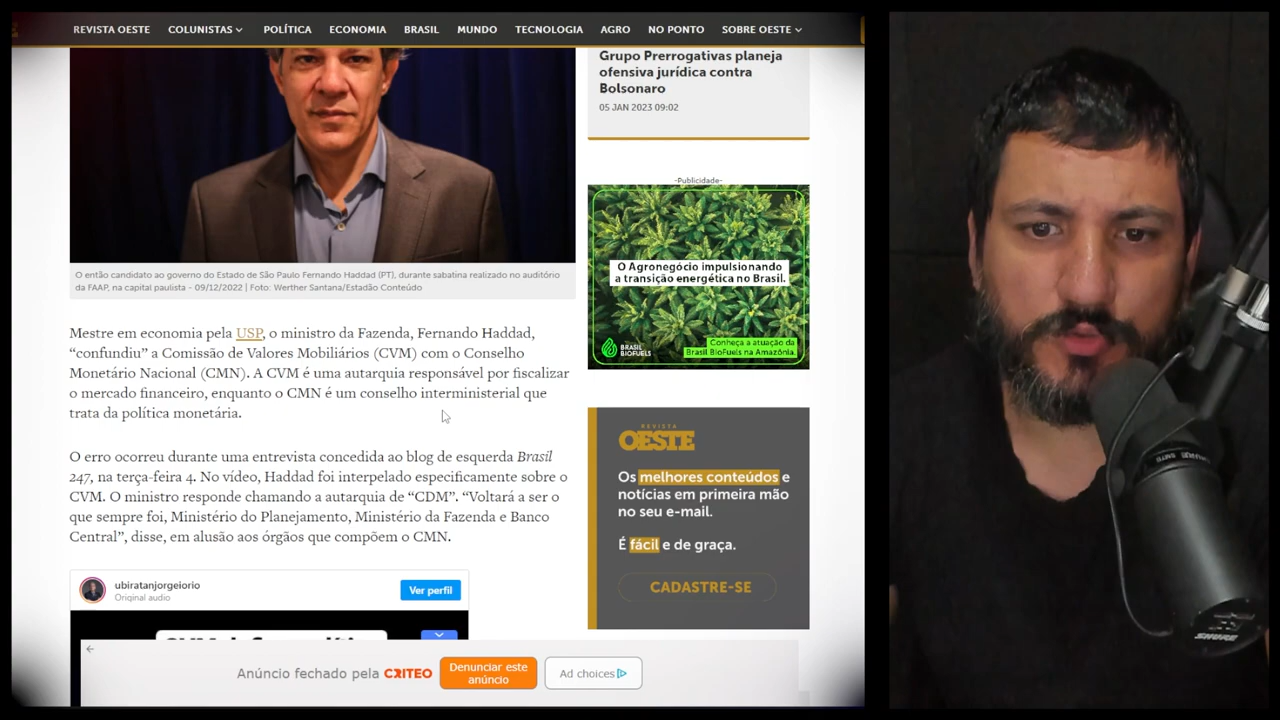 REVISTA OESTE COLUNISTAS POLÍTICA ECONOMIA BRASIL MUNDO TECNOLOGIA AGRO NO PONTO SOBRE OESTE
O então candidato ao governo do Estado de São Paulo Fernando Haddad (PT), durante sabatina realizado no auditório
da FAAP, na capital paulista - 09/12/2022 | Foto: Werther Santana/Estadão Conteúdo
Mestre em economia pela USP, o ministro da Fazenda, Fernando Haddad,
“confundiu” a Comissão de Valores Mobiliários (CVM) com o Conselho
Monetário Nacional (CMN). A CVM é uma autarquia responsável por fiscalizar
o mercado financeiro, enquanto o CMN é um conselho interministerial que
trata da política monetária.
O erro ocorreu durante uma entrevista concedida ao blog de esquerda Brasil
247, na terça-feira 4. No vídeo, Haddad foi interpelado especificamente sobre o
CVM. O ministro responde chamando a autarquia de “CDM”. “Voltará a ser o
que sempre foi, Ministério do Planejamento, Ministério da Fazenda e Banco
Central”, disse, em alusão aos órgãos que compõem o CMN.
ubiratanjorgeiorio
Original audio
Ver perfil
Grupo Prerrogativas planeja
ofensiva jurídica contra
Bolsonaro
05 JAN 2023 09:02
-Publicidade-
O Agronegócio impulsionando
a transição energética no Brasil.
BRASIL
BIOFUELS
Conheça a atuação da
Brasil BioFuels na Amazônia.
REVISTA
OESTE
Os melhores conteúdos e
notícias em primeira mão
no seu e-mail.
É fácil e de graça.
CADASTRE-SE
Anúncio fechado pela CRITEO
Denunciar este
anúncio
Ad choices
SHURE